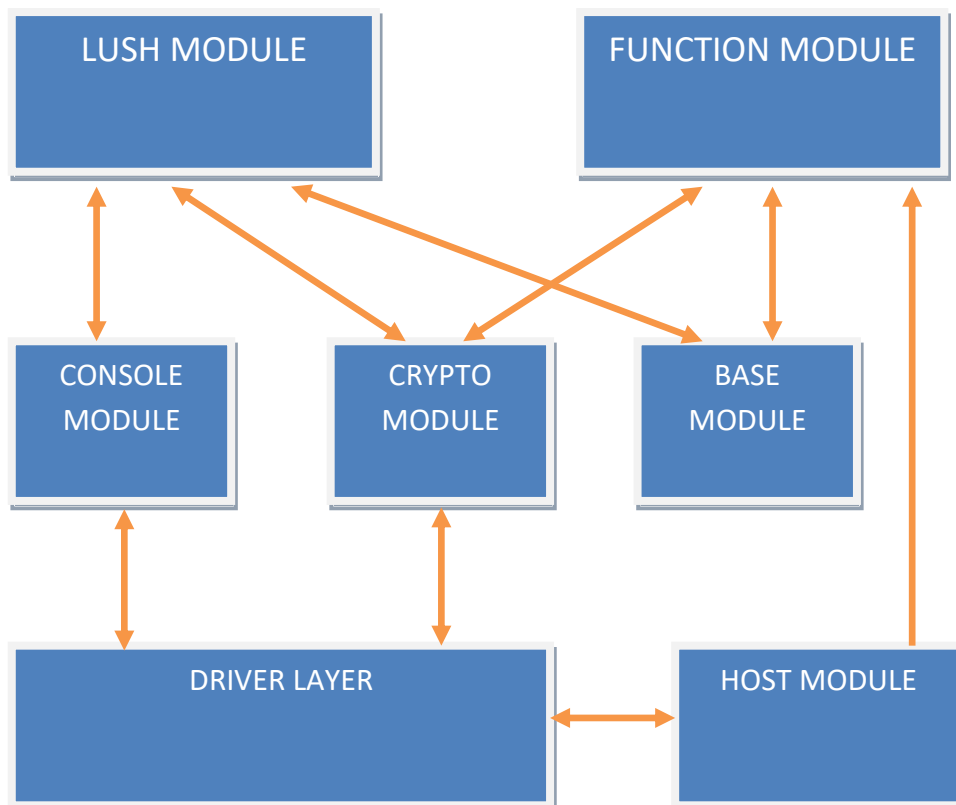 LUSH MODULE
FUNCTION MODULE
CONSOLE
MODULE
CRYPTO
MODULE
BASE
MODULE
DRIVER LAYER
HOST MODULE